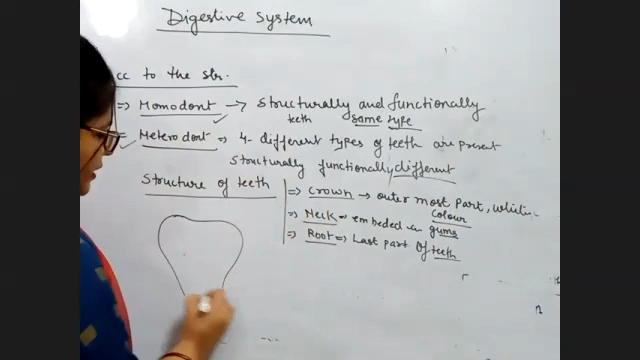 Digestive System
cc to the str.
⇒ Homodont → Structurally and functionally
teeth same type
Heterodont ⇒ 4- different types of teeth are present
Structurally functionally different
Structure of teeth
⇒ Crown → outer most part, whitin-
colour
⇒ Neck ⇒ embeded in gums
⇒ Root ⇒ Last part of teeth